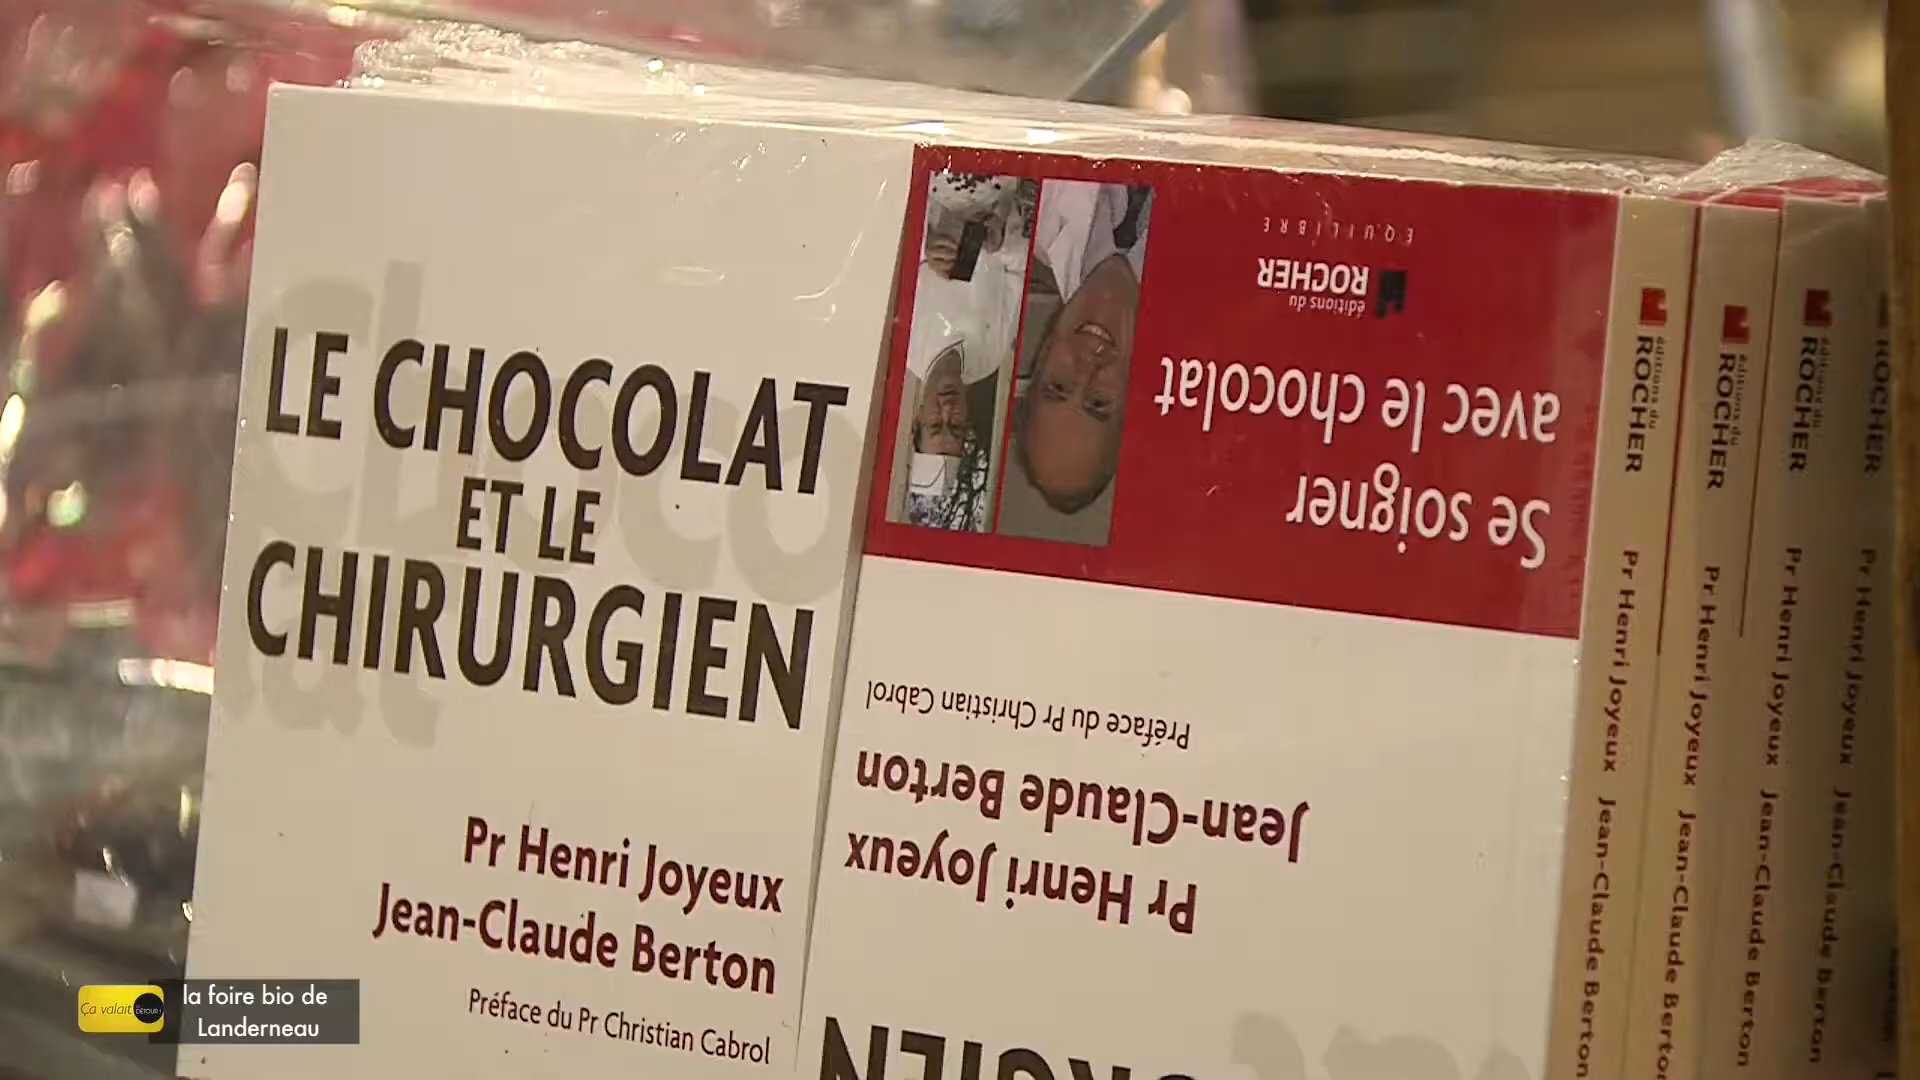 LE CHOCOLAT
ET LE
CHIRURGIEN
Pr Henri Joyeux
Jean-Claude Berton
Préface du Pr Christian Cabrol
Pr Henri Joyeux
Jean-Claude Berton
Préface du Pr Christian Cabrol
Se soigner
avec le chocolat
éditions du
ROCHER
EQUILIBRE
éditions du
ROCHER
Pr Henri Joyeux Jean-Claude Berton
éditions du
ROCHER
Pr Henri Joyeux Jean-Claude Berton
éditions du
ROCHER
Pr Henri Joyeux Jean-Claude Berton
ROCHER
Pr Henri Joyeux Jean-Claude Berton
Ça valait le DÉTOUR !
la foire bio de
Landerneau